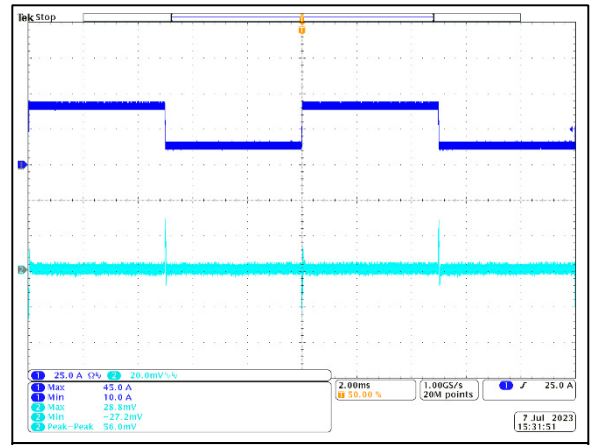 Tek Stop
T
1
2
1 25.0 A Ω 2 20.0mV
1 Max 45.0 A
1 Min 10.0 A
2 Max 28.8mV
2 Min -27.2mV
2 Peak-Peak 56.0mV
2.00ms
50.00 %
1.00GS/s
20M points
1 25.0 A
7 Jul 2023
15:31:51